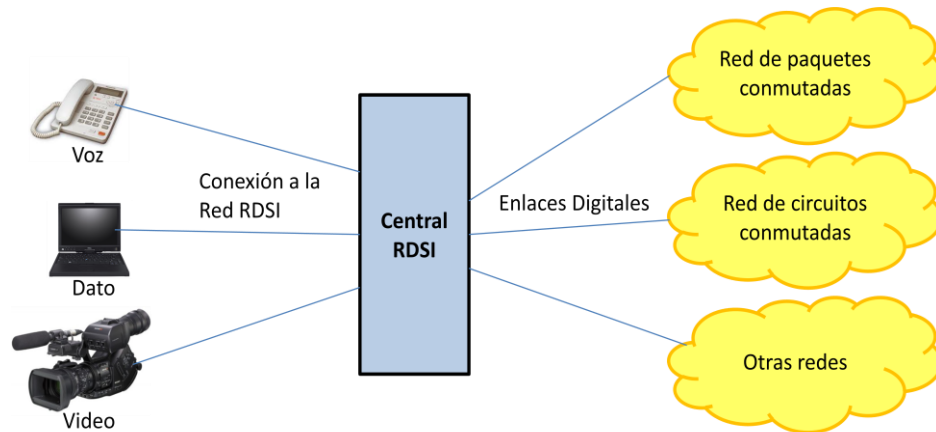 Voz
Dato
Video
Conexión a la
Red RDSI
Central
RDSI
Enlaces Digitales
Red de paquetes
conmutadas
Red de circuitos
conmutadas
Otras redes